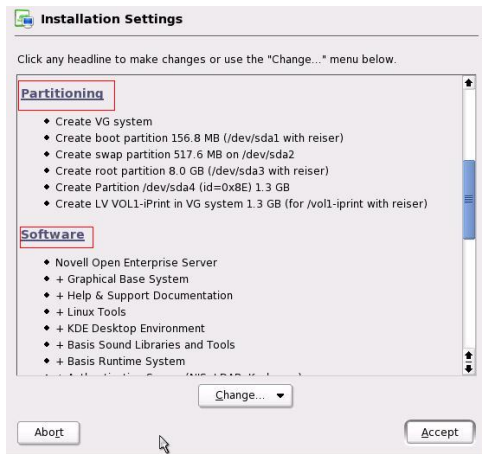 Installation Settings
Click any headline to make changes or use the "Change..." menu below.
Partitioning
Create VG system
Create boot partition 156.8 MB (/dev/sda1 with reiser)
Create swap partition 517.6 MB on /dev/sda2
Create root partition 8.0 GB (/dev/sda3 with reiser)
Create Partition /dev/sda4 (id=0x8E) 1.3 GB
Create LV VOL1-iPrint in VG system 1.3 GB (for /vol1-iprint with reiser)
Software
Novell Open Enterprise Server
+ Graphical Base System
+ Help & Support Documentation
+ Linux Tools
+ KDE Desktop Environment
+ Basis Sound Libraries and Tools
+ Basis Runtime System
Change...
Abort
Accept